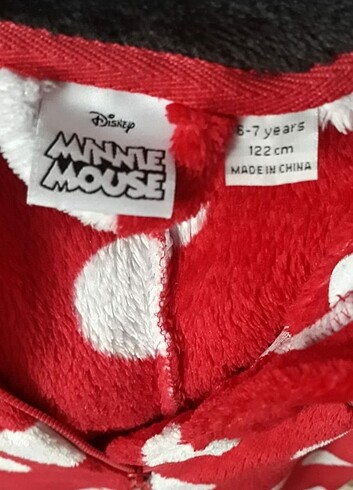 Disney
MINNIE
MOUSE
6-7 years
122 cm
MADE IN CHINA